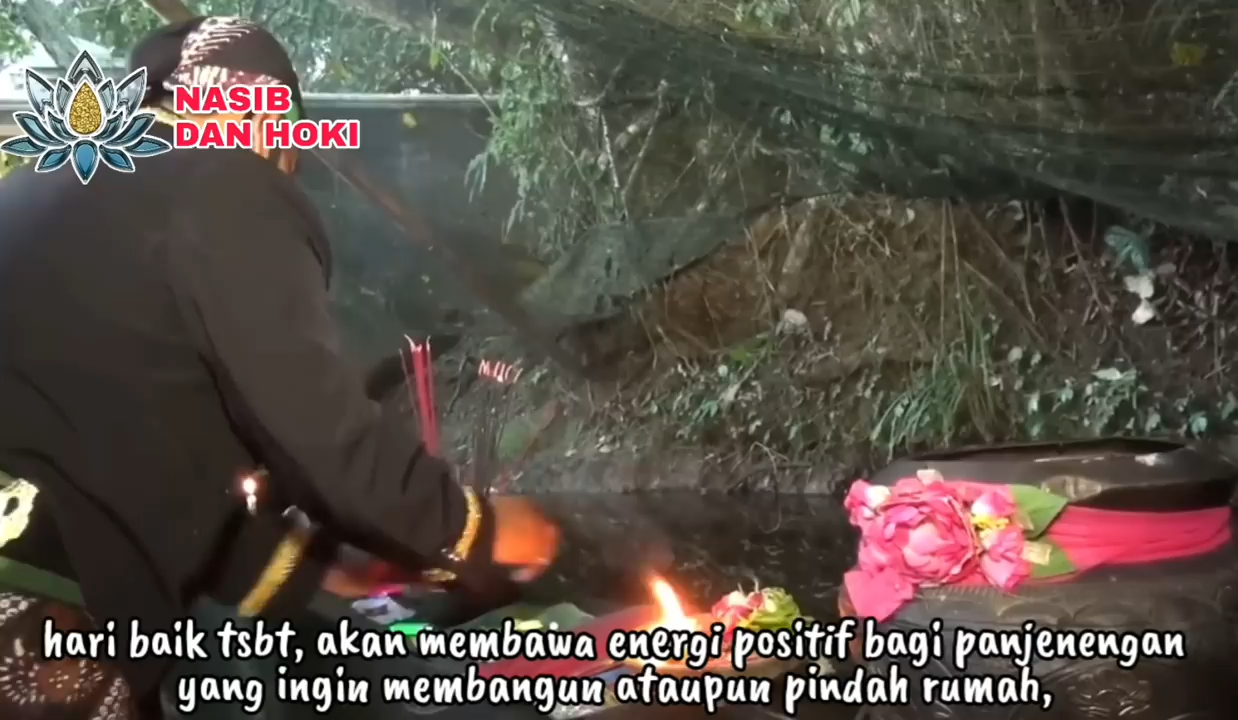 NASIB
DAN HOKI
hari baik tsbt, akan membawa energi positif bagi panjenengan
yang ingin membangun ataupun pindah rumah,